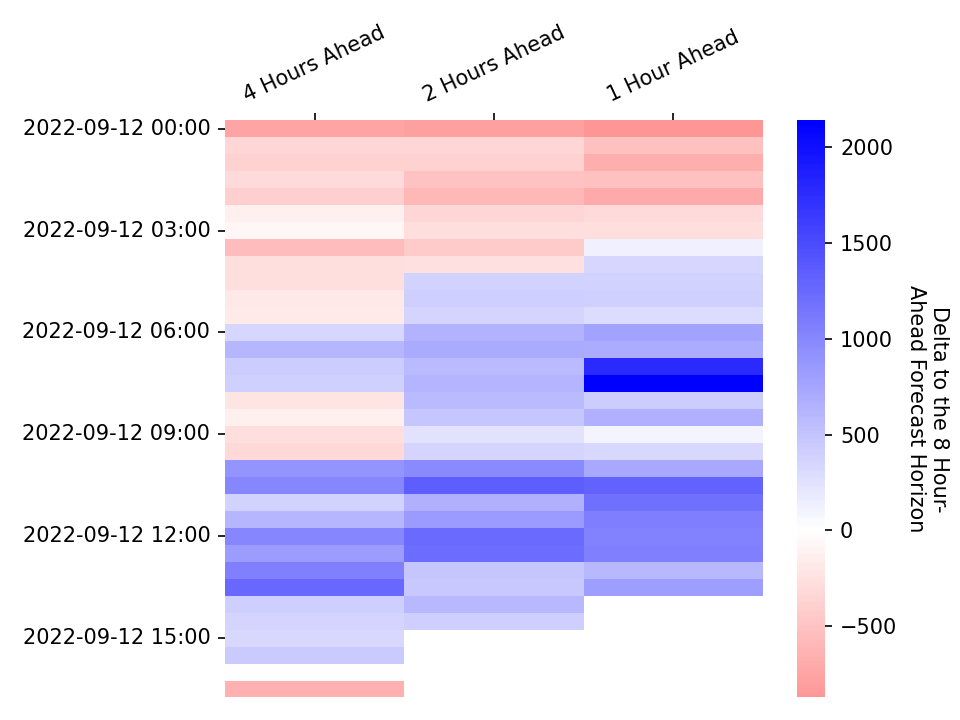 4 Hours Ahead
2 Hours Ahead
1 Hour Ahead
2022-09-12 00:00
2022-09-12 03:00
2022-09-12 06:00
2022-09-12 09:00
2022-09-12 12:00
2022-09-12 15:00
2000
1500
1000
500
0
−500
Delta to the 8 Hour-
Ahead Forecast Horizon